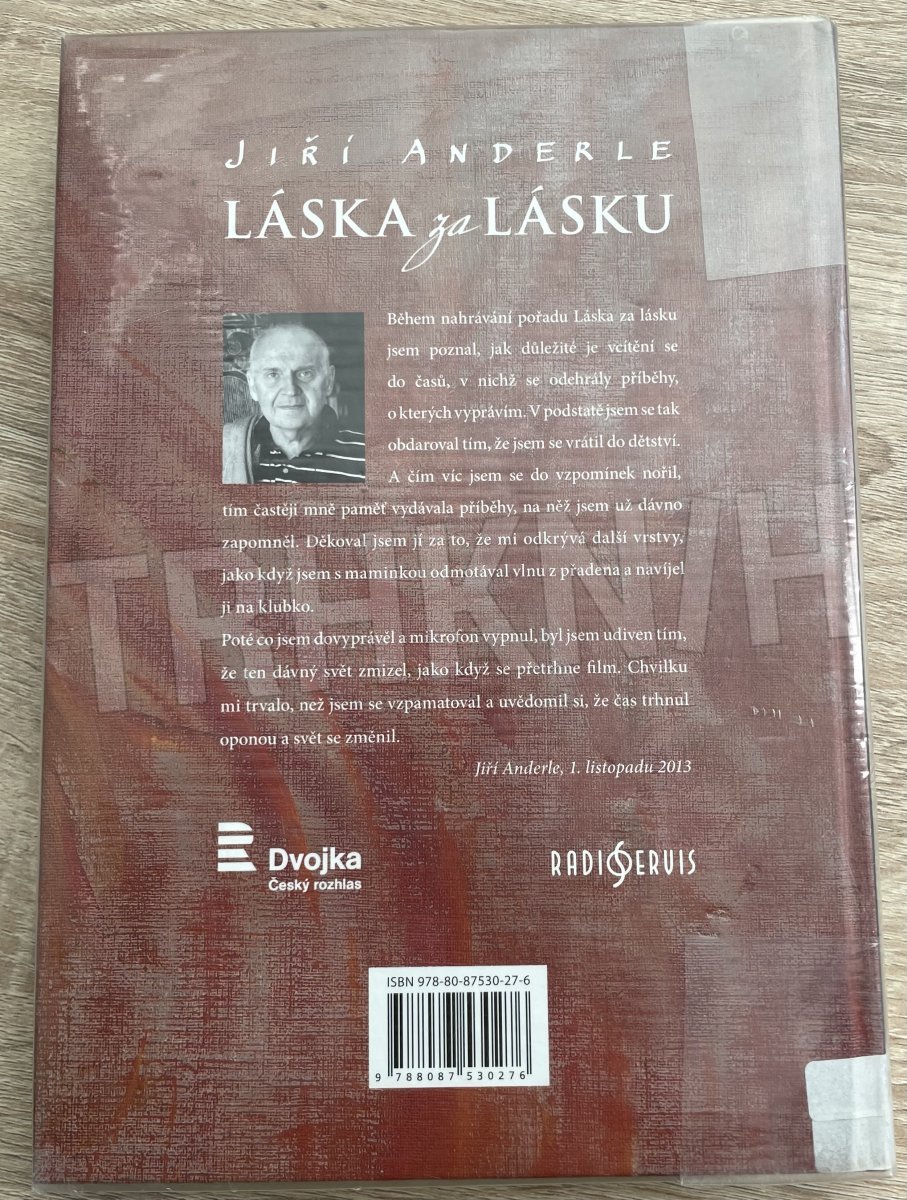 JIŘÍ ANDERLE
LÁSKA za LÁSKU
Během nahrávání pořadu Láska za lásku
jsem poznal, jak důležité je vcítění se
do časů, v nichž se odehrály příběhy,
o kterých vyprávím. V podstatě jsem se tak
obdaroval tím, že jsem se vrátil do dětství.
A čím víc jsem se do vzpomínek nořil,
tím častěji mně paměť vydávala příběhy, na něž jsem už dávno
zapomněl. Děkoval jsem jí za to, že mi odkrývá další vrstvy,
jako když jsem s maminkou odmotával vlnu z přadena a navíjel
ji na klubko.
Poté co jsem dovyprávěl a mikrofon vypnul, byl jsem udiven tím,
že ten dávný svět zmizel, jako když se přetrhne film. Chvilku
mi trvalo, než jsem se vzpamatoval a uvědomil si, že čas trhnul
oponou a svět se změnil.
Jiří Anderle, 1. listopadu 2013
Dvojka
Český rozhlas
RADIOSERVIS
ISBN 978-80-87530-27-6
9 788087 530276